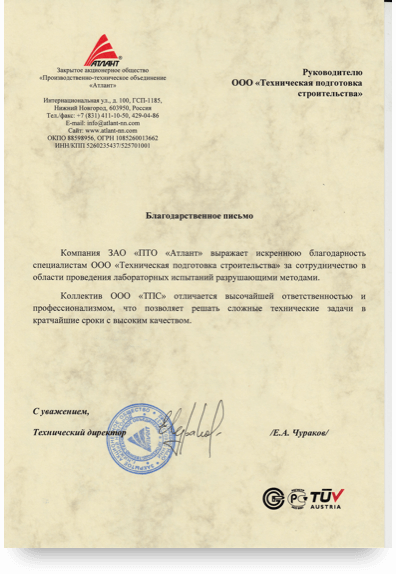 АТЛАНТ
Закрытое акционерное общество
«Производственно-техническое объединение
«Атлант»
Интернациональная ул., д. 100, ГСП-1185,
Нижний Новгород, 603950, Россия
Тел./факс: +7 (831) 411-10-50, 429-04-86
E-mail: info@atlant-nn.com
Сайт: www.atlant-nn.com
ОКПО 88598956, ОГРН 1085260013662
ИНН/КПП 5260235437/525701001
Руководителю
ООО «Техническая подготовка
строительства»
Благодарственное письмо
Компания ЗАО «ПТО «Атлант» выражает искреннюю благодарность
специалистам ООО «Техническая подготовка строительства» за сотрудничество в
области проведения лабораторных испытаний разрушающими методами.
Коллектив ООО «ТПС» отличается высочайшей ответственностью и
профессионализмом, что позволяет решать сложные технические задачи в
кратчайшие сроки с высоким качеством.
С уважением,
Технический директор
/Е.А. Чураков/
TÜV
AUSTRIA